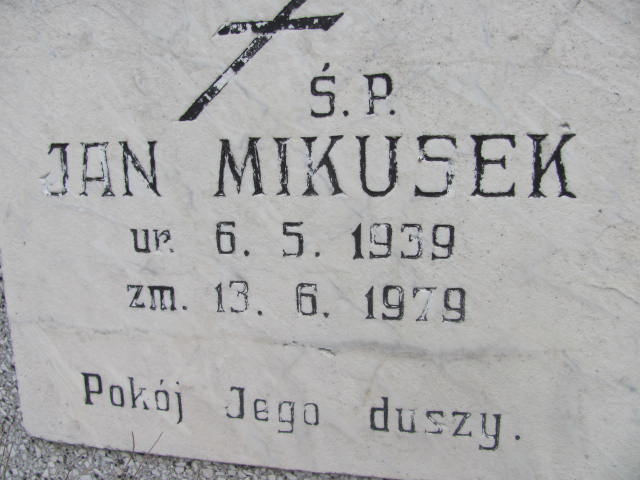 Ś.P.
JAN MIKUSEK
ur. 6. 5. 1939
zm. 13. 6. 1979
Pokój Jego duszy.